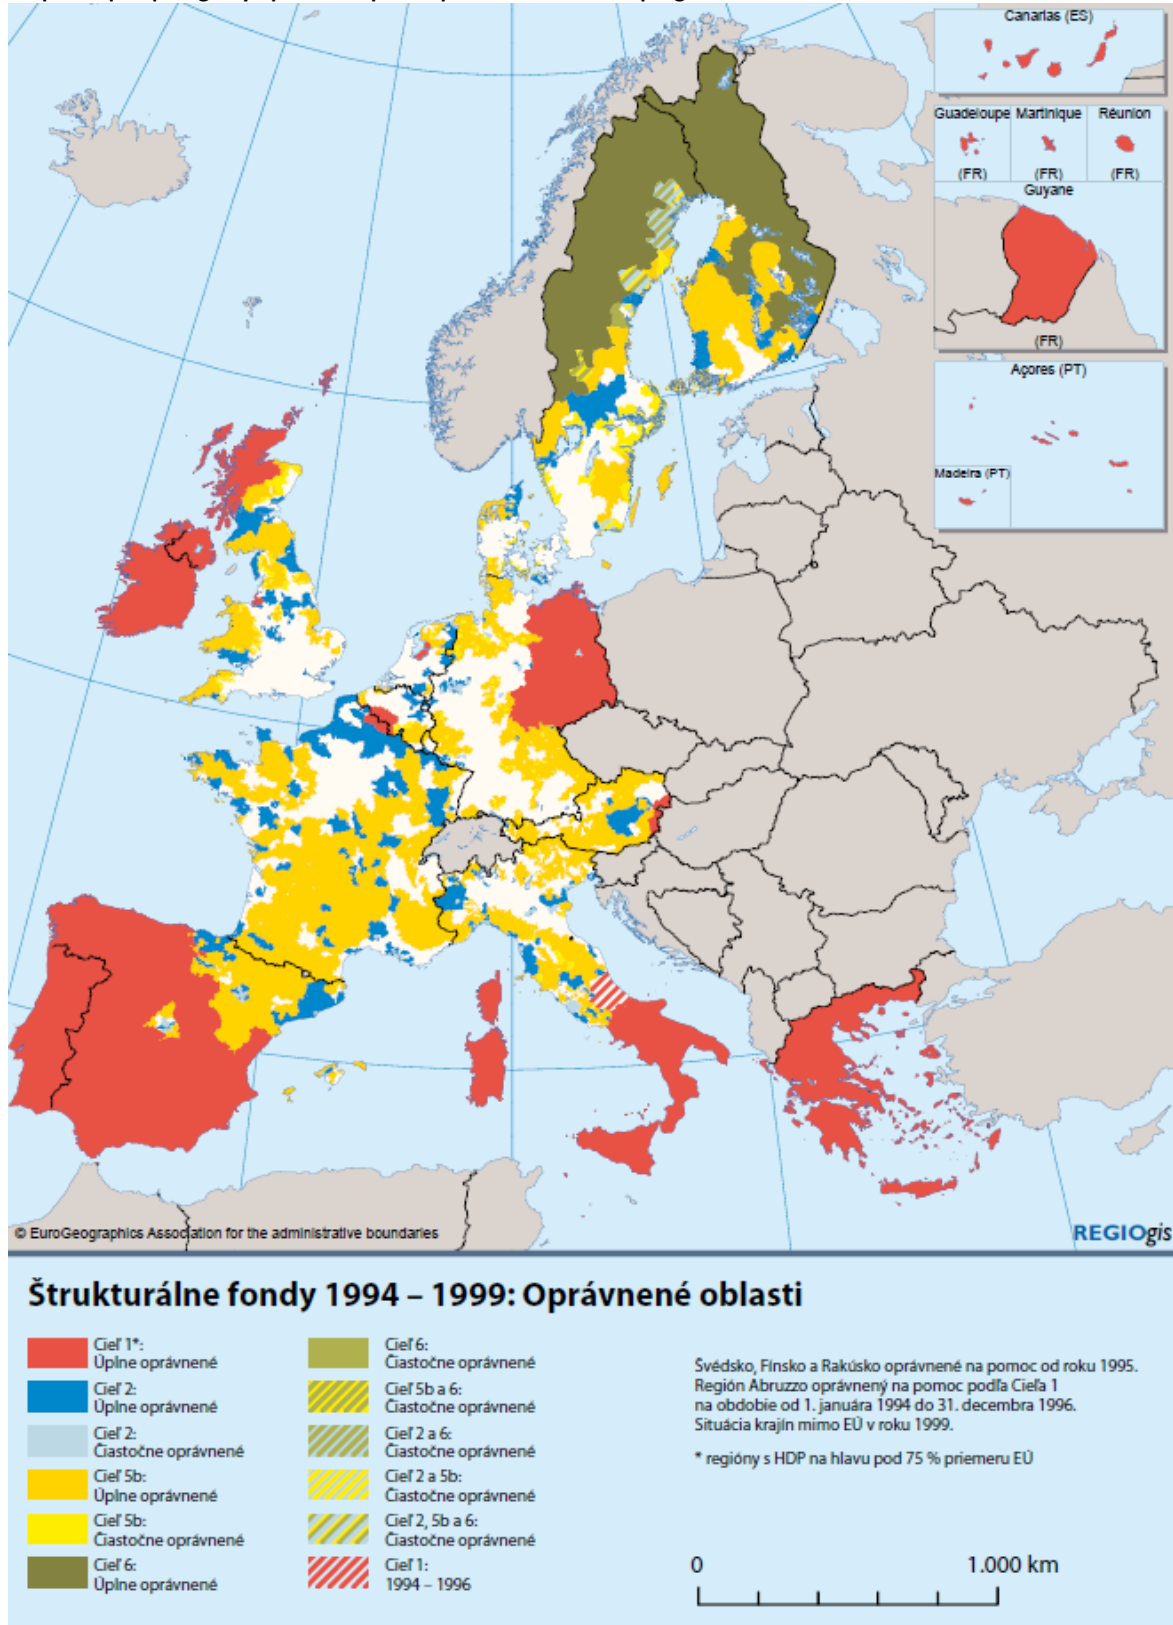 Canarias (ES)
Guadeloupe Martinique Réunion
(FR) (FR) (FR)
Guyane
(FR)
Açores (PT)
Madeira (PT)
© EuroGeographics Association for the administrative boundaries
REGIOgis
Štrukturálne fondy 1994 – 1999: Oprávnené oblasti
Cieľ 1*:
Úplne oprávnené
Cieľ 2:
Úplne oprávnené
Cieľ 2:
Čiastočne oprávnené
Cieľ 5b:
Úplne oprávnené
Cieľ 5b:
Čiastočne oprávnené
Cieľ 6:
Úplne oprávnené
Cieľ 6:
Čiastočne oprávnené
Cieľ 5b a 6:
Čiastočne oprávnené
Cieľ 2 a 6:
Čiastočne oprávnené
Cieľ 2 a 5b:
Čiastočne oprávnené
Cieľ 2, 5b a 6:
Čiastočne oprávnené
Cieľ 1:
1994 – 1996
Švédsko, Fínsko a Rakúsko oprávnené na pomoc od roku 1995.
Región Abruzzo oprávnený na pomoc podľa Cieľa 1
na obdobie od 1. januára 1994 do 31. decembra 1996.
Situácia krajín mimo EÚ v roku 1999.
* regióny s HDP na hlavu pod 75 % priemeru EÚ
0 1.000 km